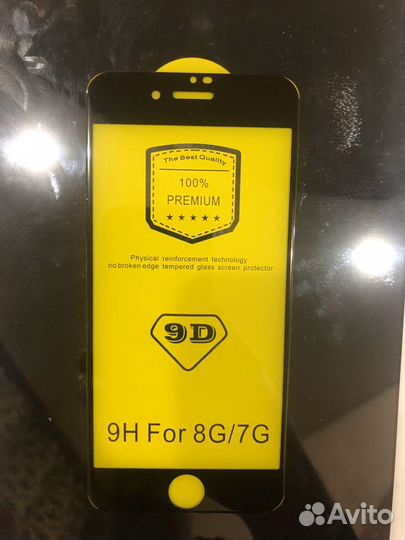 The Best Quality
100%
PREMIUM
★★★★★
Physical reinforcement technology
no broken edge tempered glass screen protector
9D
9H For 8G/7G
Avito